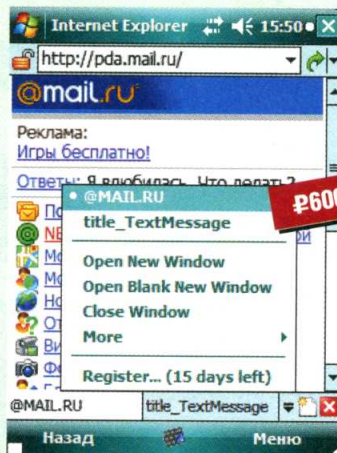 Internet Explorer 15:50
http://pda.mail.ru/
@mail.ru
Реклама:
Игры бесплатно!
Ответы: Я влюбилась. Что делать?
₽600
• @MAIL.RU
title_TextMessage
Open New Window
Open Blank New Window
Close Window
More
Register... (15 days left)
@MAIL.RU title_TextMessage
Назад Меню